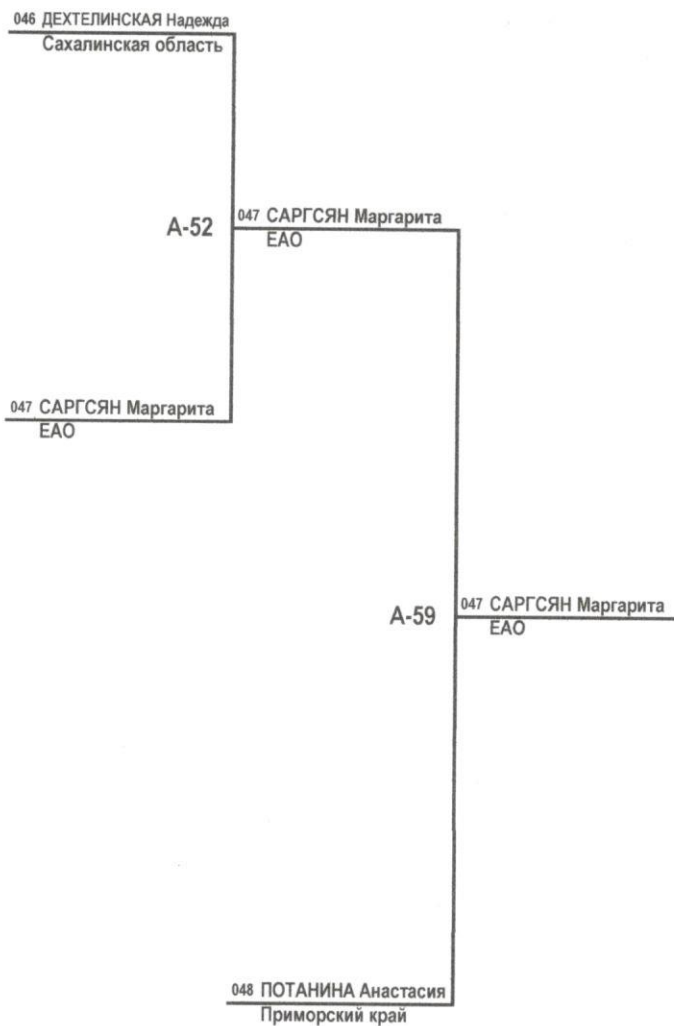 046 ДЕХТЕЛИНСКАЯ Надежда
Сахалинская область
А-52
047 САРГСЯН Маргарита
ЕАО
047 САРГСЯН Маргарита
ЕАО
А-59
047 САРГСЯН Маргарита
ЕАО
048 ПОТАНИНА Анастасия
Приморский край